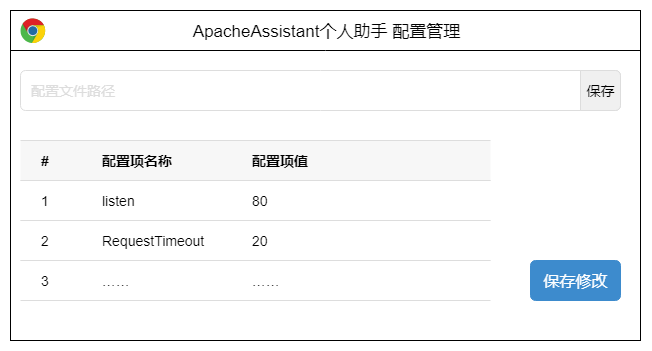 ApacheAssistant个人助手 配置管理
配置文件路径 保存
# 配置项名称 配置项值
1 listen 80
2 RequestTimeout 20
3 …… ……
保存修改